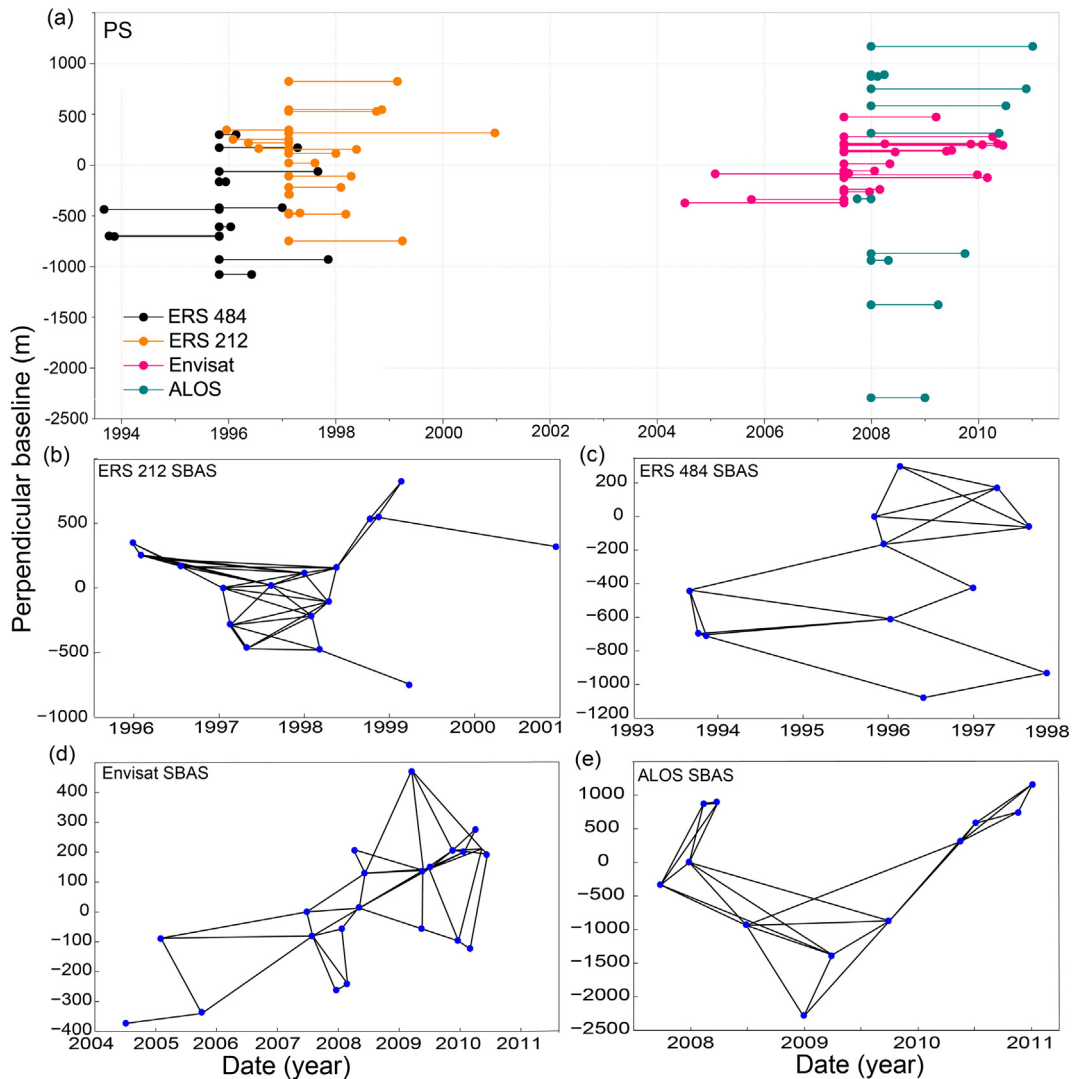 (a)
PS
1000
500
0
-500
-1000
-1500
-2000
-2500
1994 1996 1998 2000 2002 2004 2006 2008 2010
ERS 484
ERS 212
Envisat
ALOS
Perpendicular baseline (m)
(b)
ERS 212 SBAS
500
0
−500
−1000
1996 1997 1998 1999 2000 2001
(c)
ERS 484 SBAS
200
0
−200
−400
−600
−800
−1000
−1200
1993 1994 1995 1996 1997 1998
(d)
Envisat SBAS
400
300
200
100
0
−100
−200
−300
−400
2004 2005 2006 2007 2008 2009 2010 2011
Date (year)
(e)
ALOS SBAS
1000
500
0
−500
−1000
−1500
−2000
−2500
2008 2009 2010 2011
Date (year)